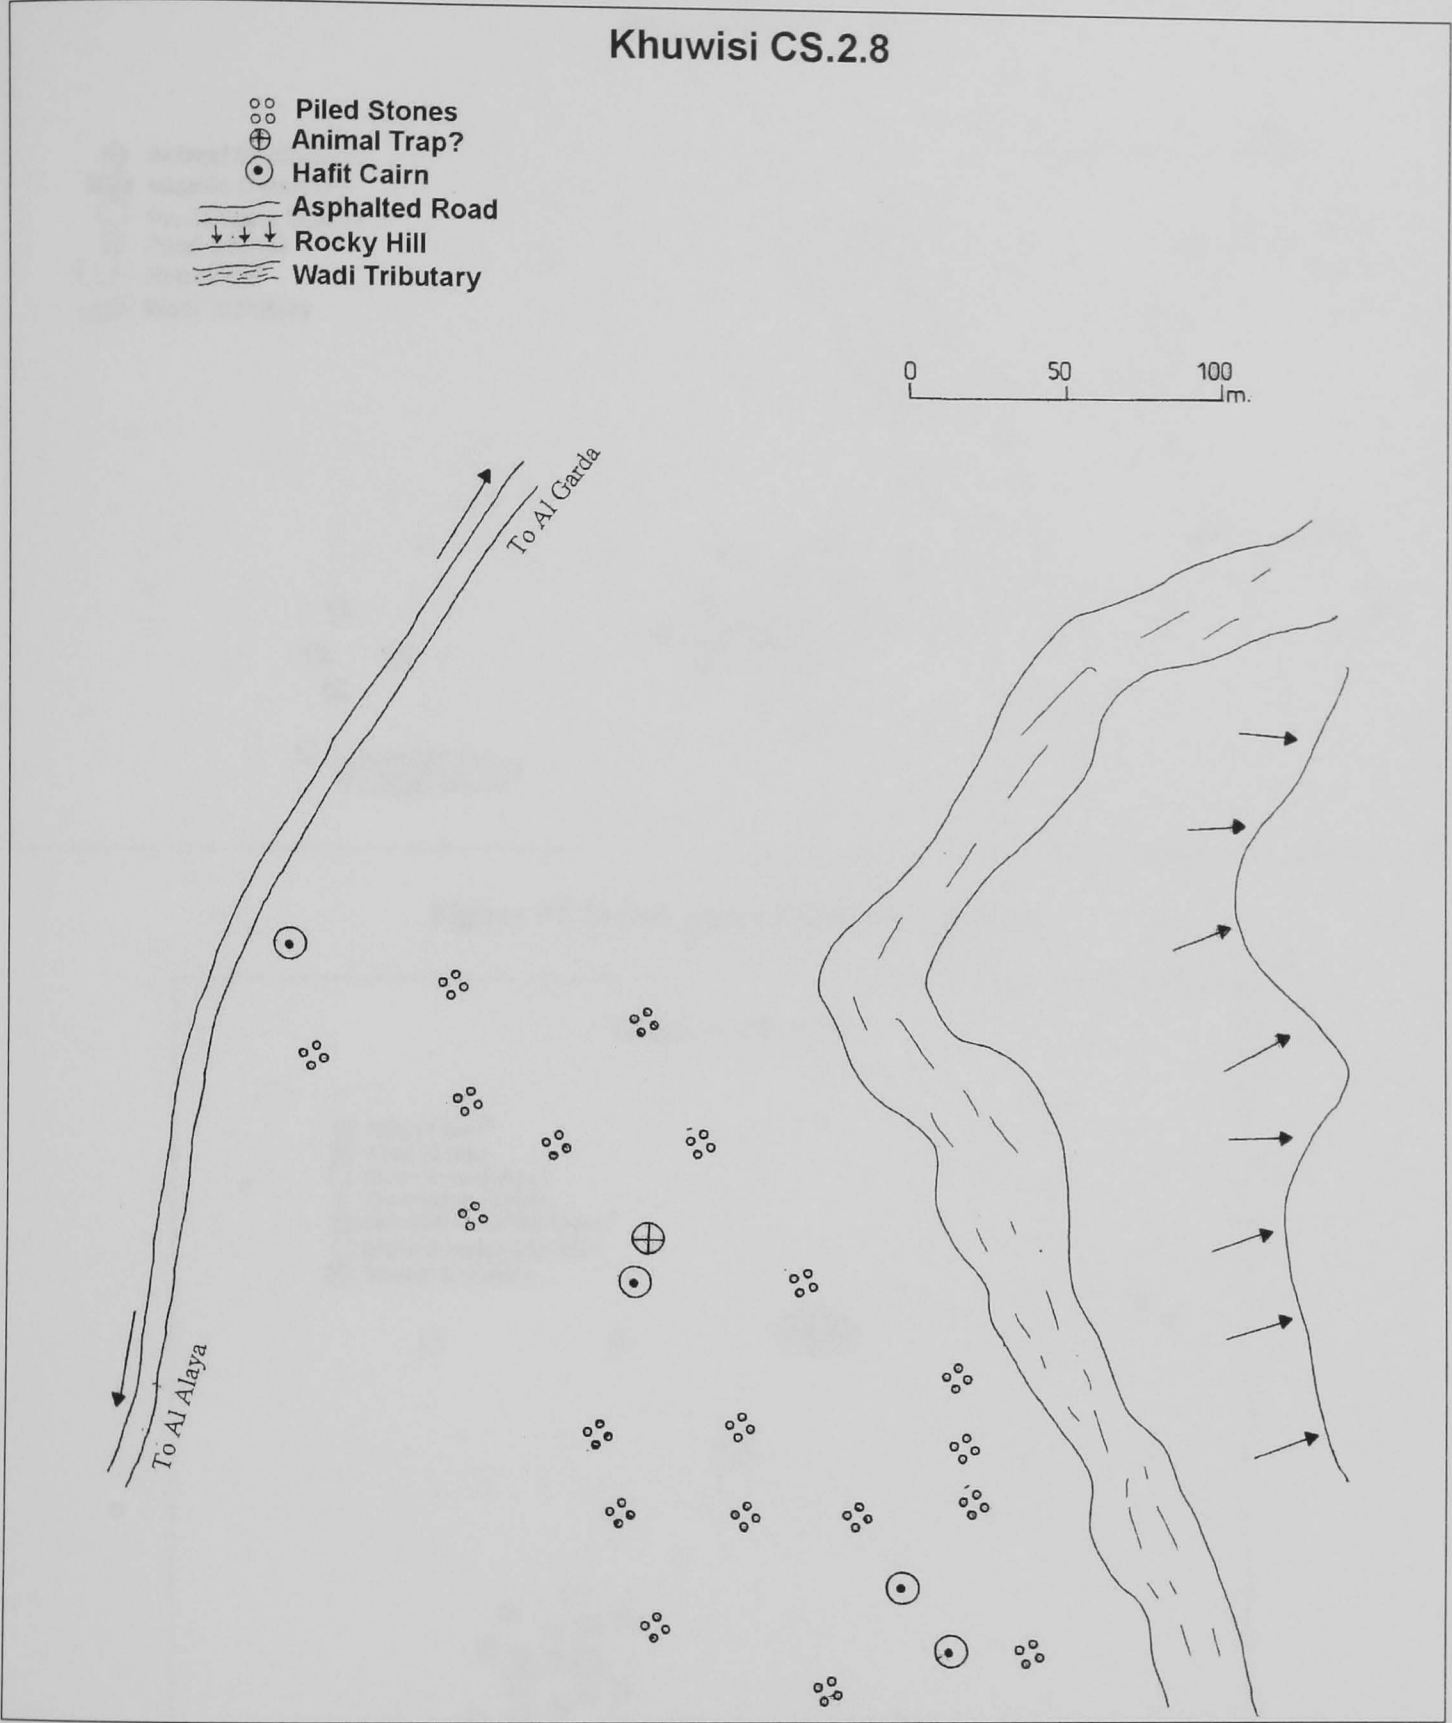 Khuwisi CS.2.8
Piled Stones
Animal Trap?
Hafit Cairn
Asphalted Road
Rocky Hill
Wadi Tributary
0 50 100 m.
To Al Garda
To Al Alaya